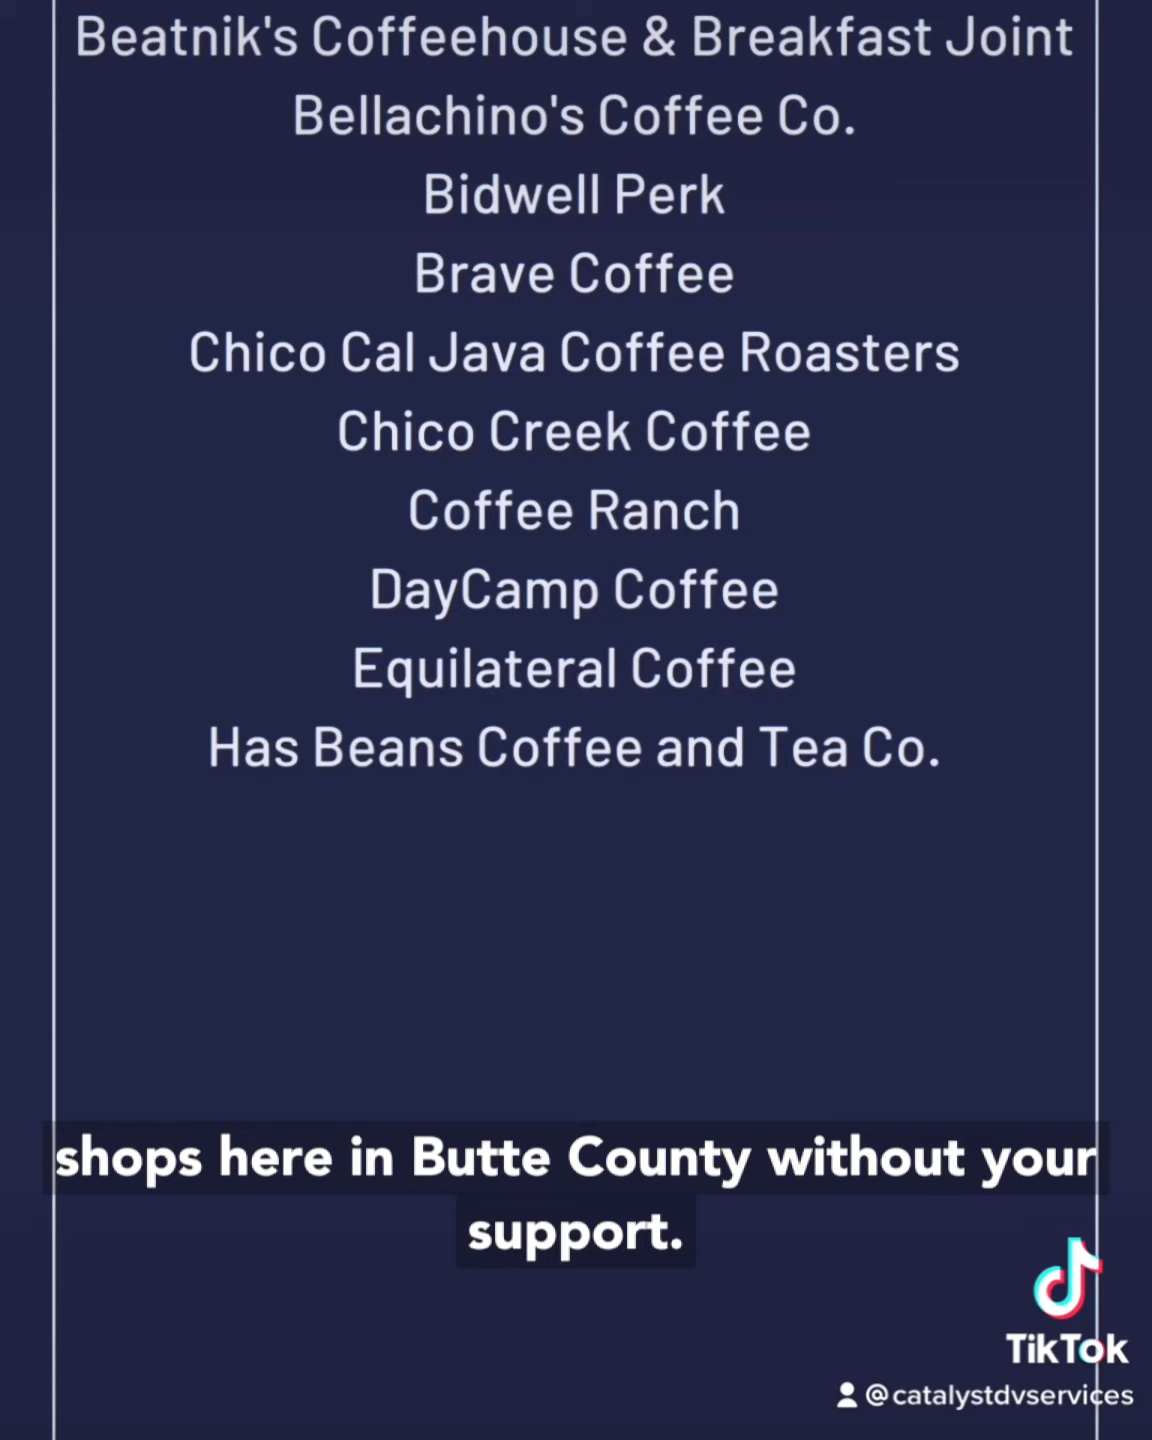 Beatnik's Coffeehouse & Breakfast Joint
Bellachino's Coffee Co.
Bidwell Perk
Brave Coffee
Chico Cal Java Coffee Roasters
Chico Creek Coffee
Coffee Ranch
DayCamp Coffee
Equilateral Coffee
Has Beans Coffee and Tea Co.
shops here in Butte County without your
support.
TikTok
@catalystdvservices